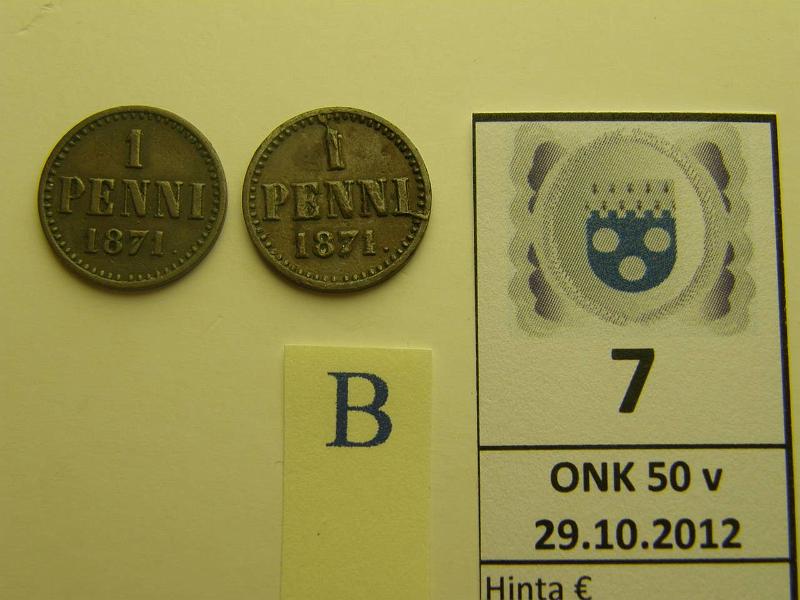 1
PENNI
1871
1
PENNI
1871.
B
7
ONK 50 v
29.10.2012
Hinta €